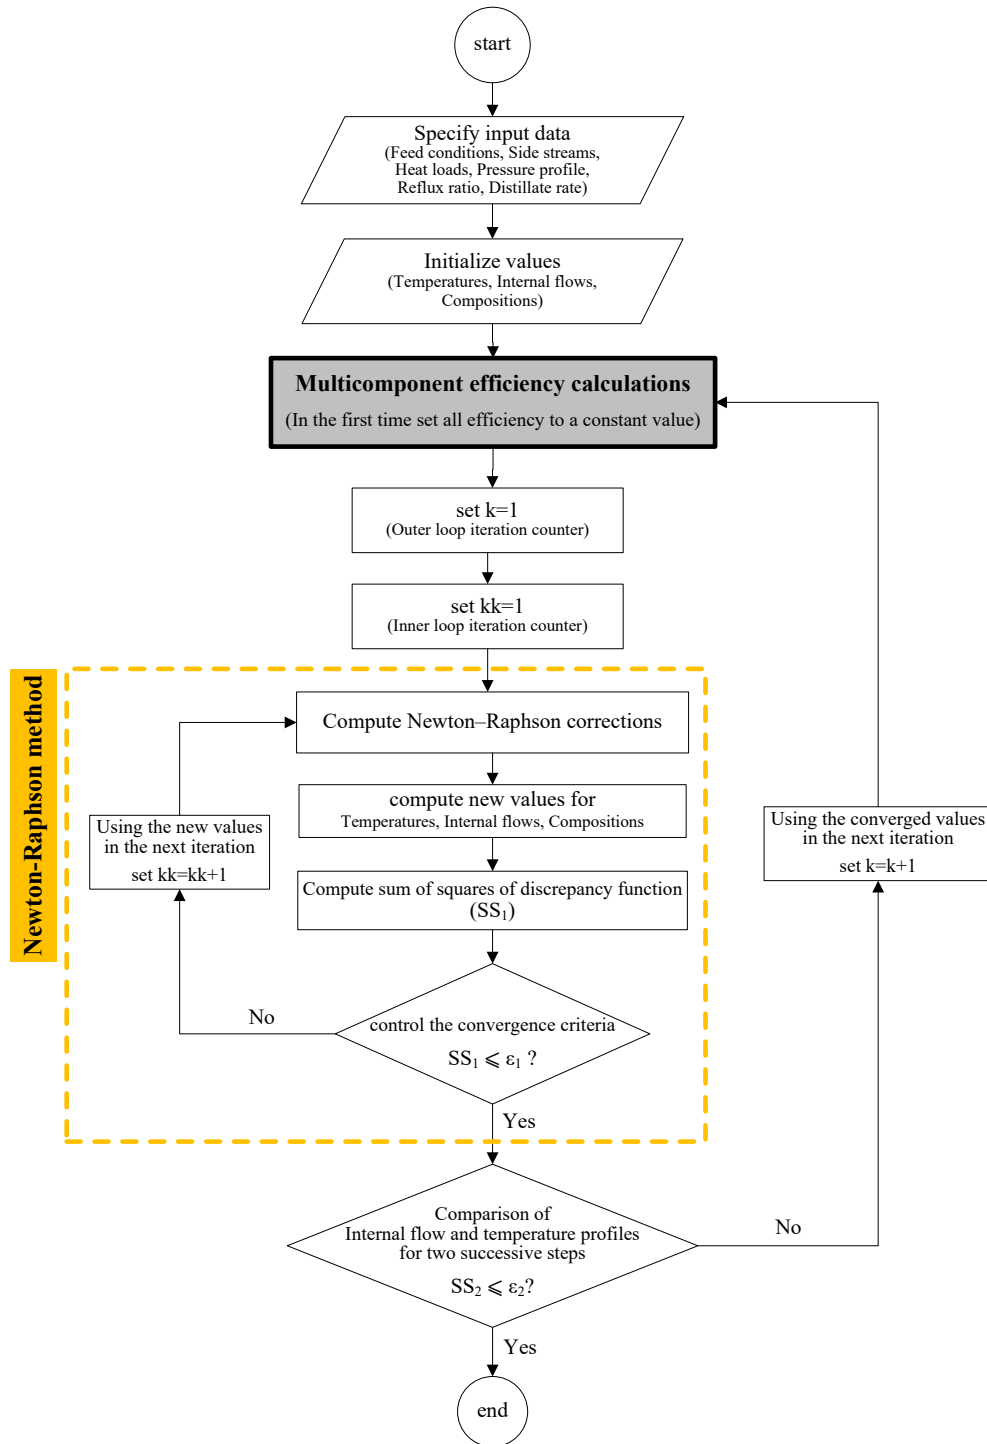 start
Specify input data
(Feed conditions, Side streams,
Heat loads, Pressure profile,
Reflux ratio, Distillate rate)
Initialize values
(Temperatures, Internal flows,
Compositions)
Multicomponent efficiency calculations
(In the first time set all efficiency to a constant value)
set k=1
(Outer loop iteration counter)
set kk=1
(Inner loop iteration counter)
Newton-Raphson method
Compute Newton–Raphson corrections
compute new values for
Temperatures, Internal flows, Compositions
Using the new values
in the next iteration
set kk=kk+1
Using the converged values
in the next iteration
set k=k+1
Compute sum of squares of discrepancy function
(SS₁)
No
control the convergence criteria
SS₁ ⩽ ε₁ ?
Yes
Comparison of
Internal flow and temperature profiles
for two successive steps
SS₂ ⩽ ε₂?
No
Yes
end